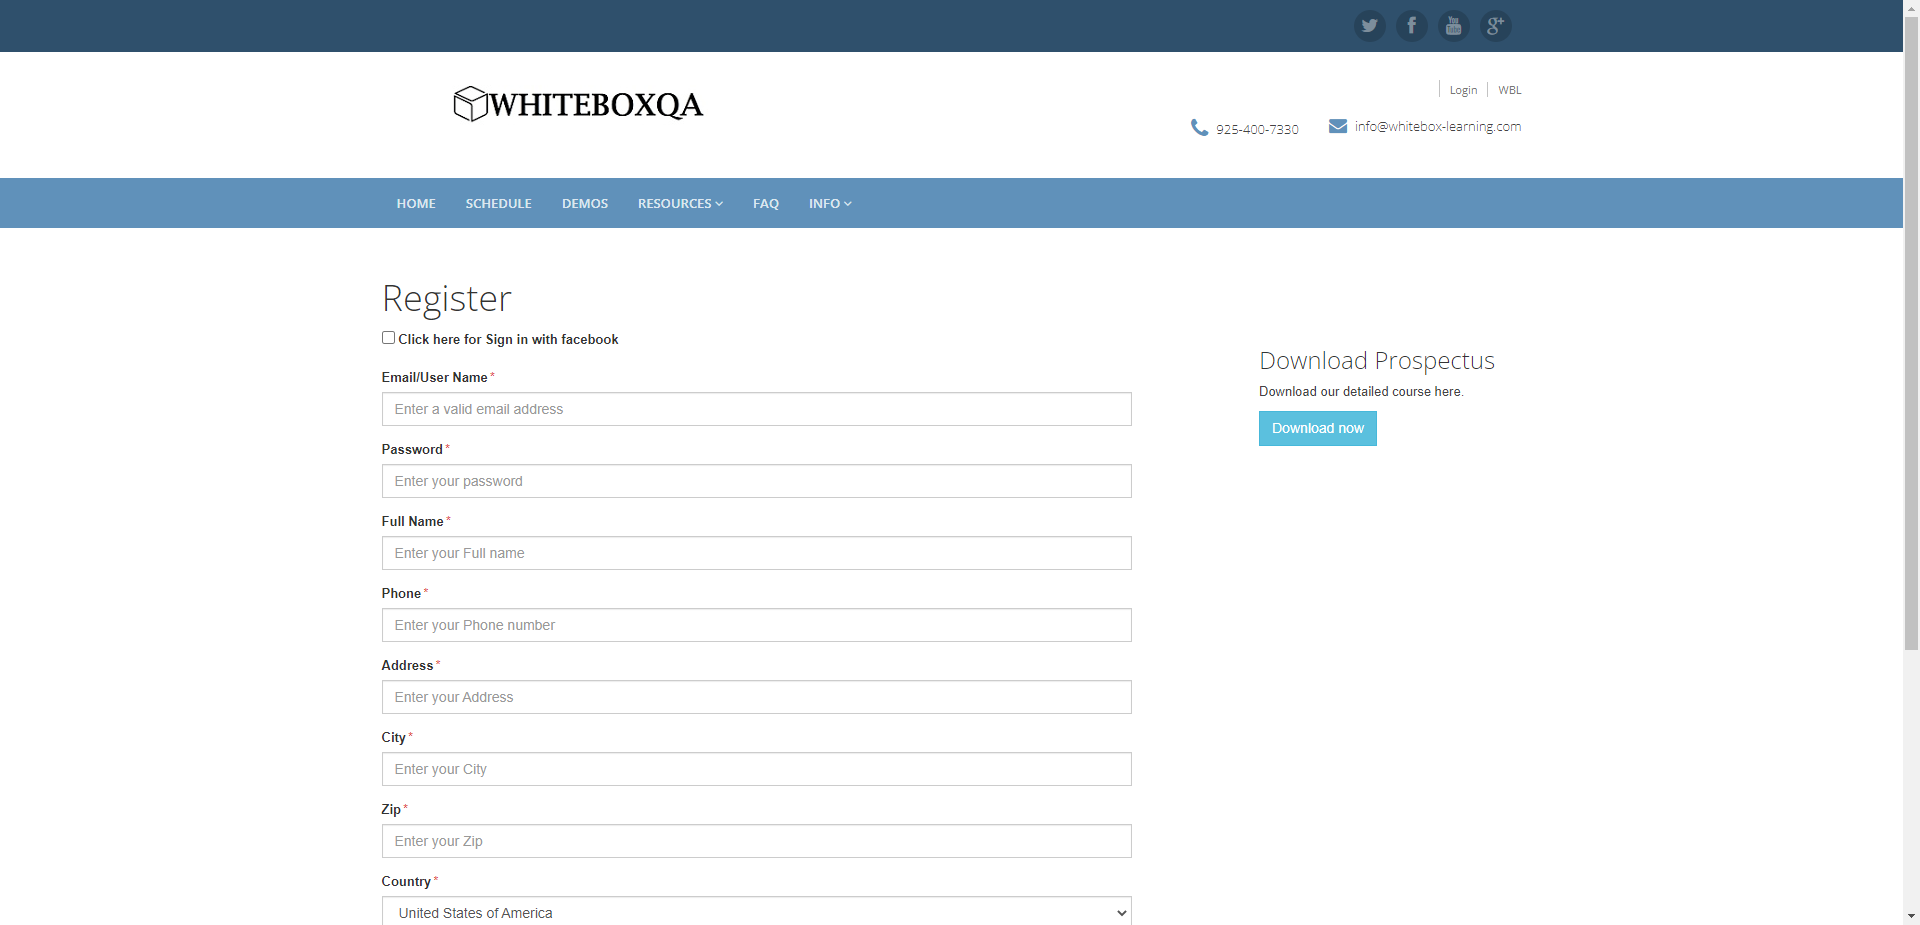 Login
WBL
WHITEBOXQA
925-400-7330
info@whitebox-learning.com
HOME
SCHEDULE
DEMOS
RESOURCES
FAQ
INFO
Register
Click here for Sign in with facebook
Email/User Name *
Enter a valid email address
Password *
Enter your password
Full Name *
Enter your Full name
Phone *
Enter your Phone number
Address *
Enter your Address
City *
Enter your City
Zip *
Enter your Zip
Country *
United States of America
Download Prospectus
Download our detailed course here.
Download now